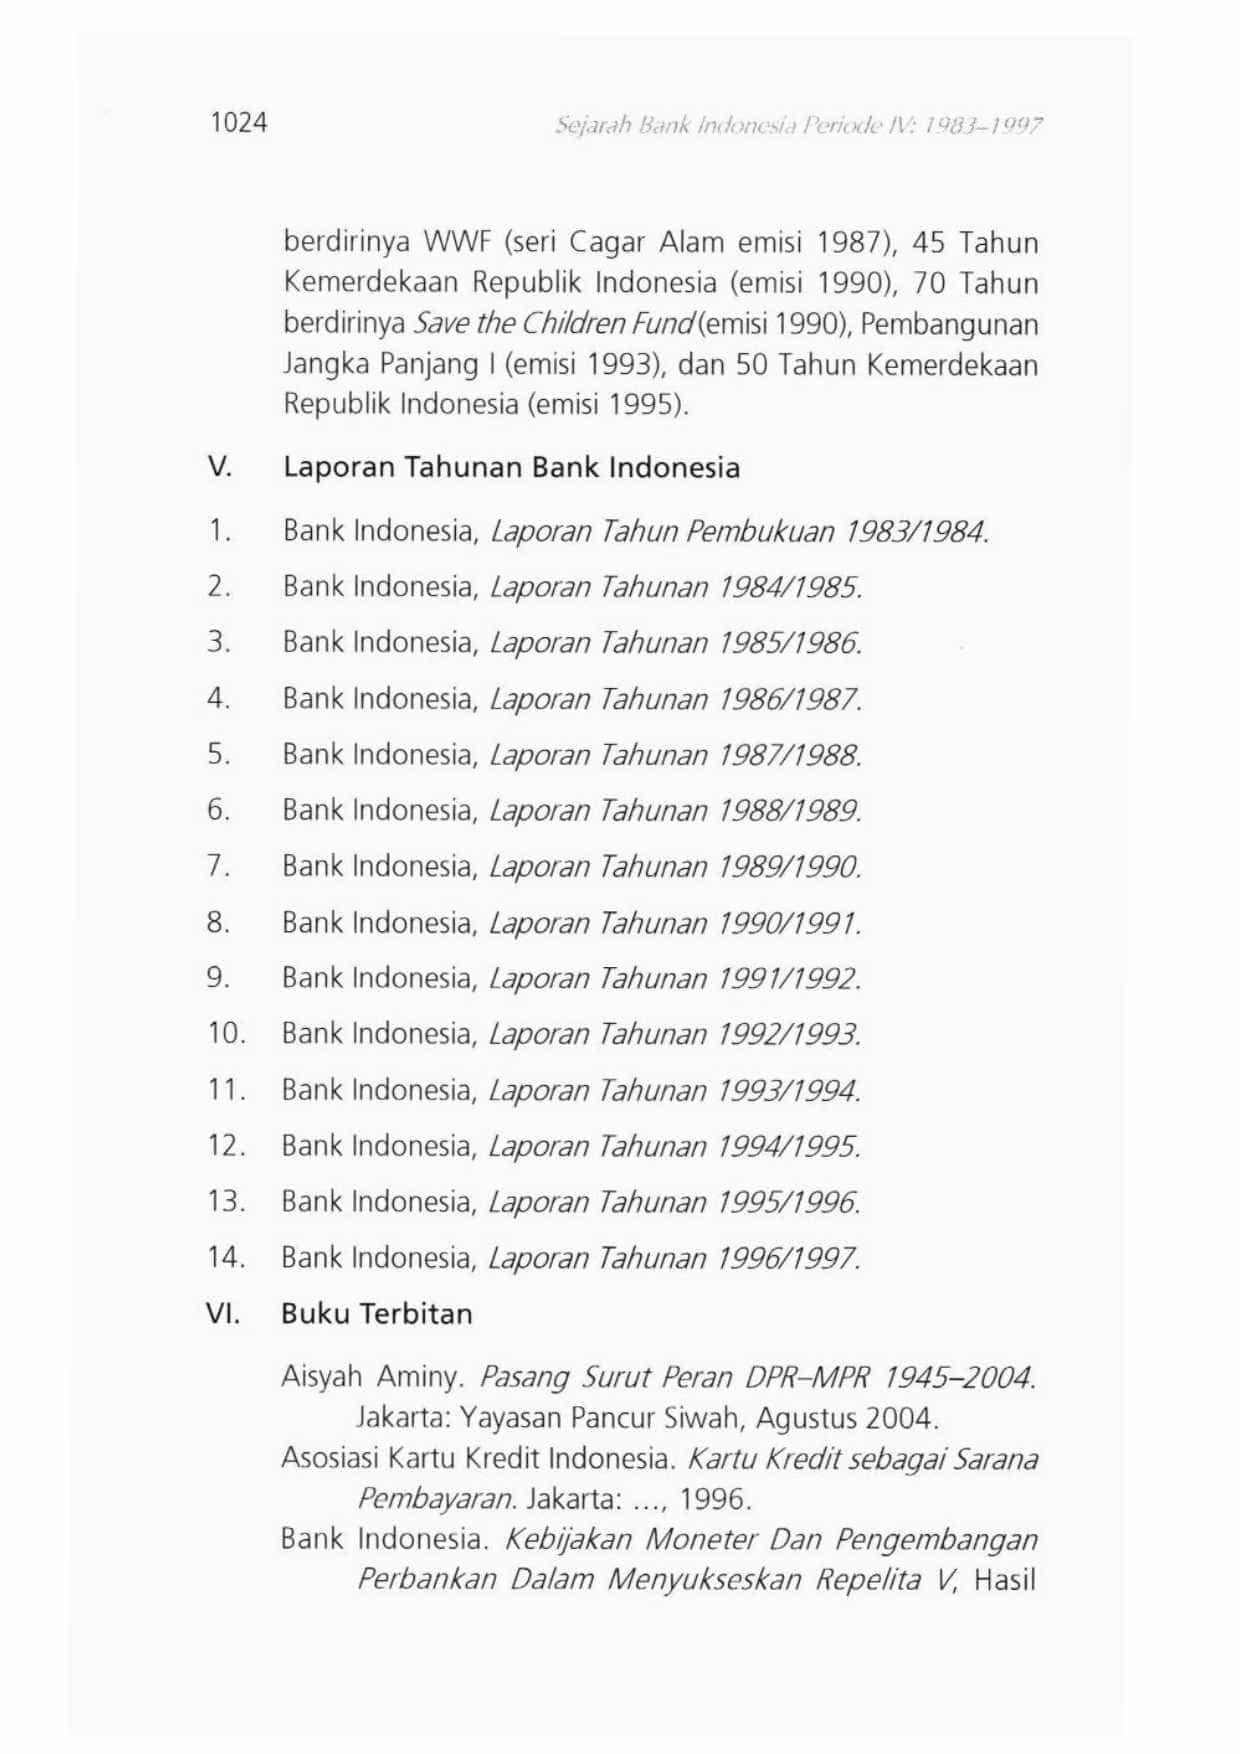 1024
Sejarah Bank Indonesia Periode IV: 1983–1997
berdirinya WWF (seri Cagar Alam emisi 1987), 45 Tahun
Kemerdekaan Republik Indonesia (emisi 1990), 70 Tahun
berdirinya Save the Children Fund (emisi 1990), Pembangunan
Jangka Panjang I (emisi 1993), dan 50 Tahun Kemerdekaan
Republik Indonesia (emisi 1995).
V. Laporan Tahunan Bank Indonesia
1. Bank Indonesia, Laporan Tahun Pembukuan 1983/1984.
2. Bank Indonesia, Laporan Tahunan 1984/1985.
3. Bank Indonesia, Laporan Tahunan 1985/1986.
4. Bank Indonesia, Laporan Tahunan 1986/1987.
5. Bank Indonesia, Laporan Tahunan 1987/1988.
6. Bank Indonesia, Laporan Tahunan 1988/1989.
7. Bank Indonesia, Laporan Tahunan 1989/1990.
8. Bank Indonesia, Laporan Tahunan 1990/1991.
9. Bank Indonesia, Laporan Tahunan 1991/1992.
10. Bank Indonesia, Laporan Tahunan 1992/1993.
11. Bank Indonesia, Laporan Tahunan 1993/1994.
12. Bank Indonesia, Laporan Tahunan 1994/1995.
13. Bank Indonesia, Laporan Tahunan 1995/1996.
14. Bank Indonesia, Laporan Tahunan 1996/1997.
VI. Buku Terbitan
Aisyah Aminy. Pasang Surut Peran DPR–MPR 1945–2004.
Jakarta: Yayasan Pancur Siwah, Agustus 2004.
Asosiasi Kartu Kredit Indonesia. Kartu Kredit sebagai Sarana
Pembayaran. Jakarta: ..., 1996.
Bank Indonesia. Kebijakan Moneter Dan Pengembangan
Perbankan Dalam Menyukseskan Repelita V, Hasil